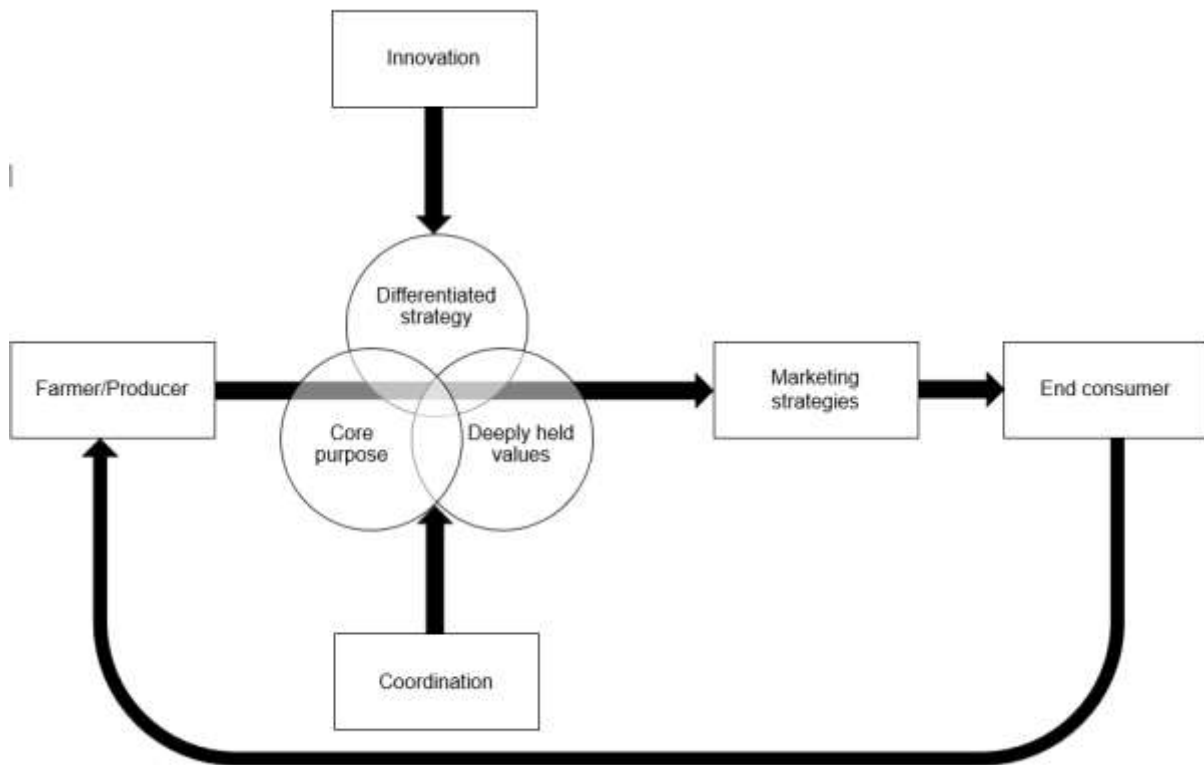 Innovation
Differentiated
strategy
Farmer/Producer
Marketing
strategies
End consumer
Core
purpose
Deeply held
values
Coordination